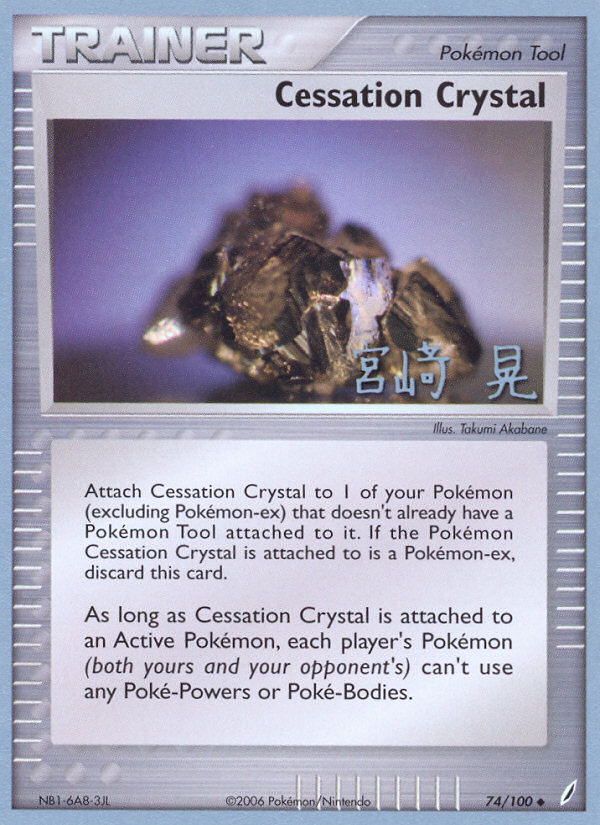 TRAINER
Pokémon Tool
Cessation Crystal
宮崎 晃
Illus. Takumi Akabane
Attach Cessation Crystal to 1 of your Pokémon
(excluding Pokémon-ex) that doesn't already have a
Pokémon Tool attached to it. If the Pokémon
Cessation Crystal is attached to is a Pokémon-ex,
discard this card.
As long as Cessation Crystal is attached to
an Active Pokémon, each player's Pokémon
(both yours and your opponent's) can't use
any Poké-Powers or Poké-Bodies.
NB1-6A8-3JL
©2006 Pokémon/Nintendo
74/100